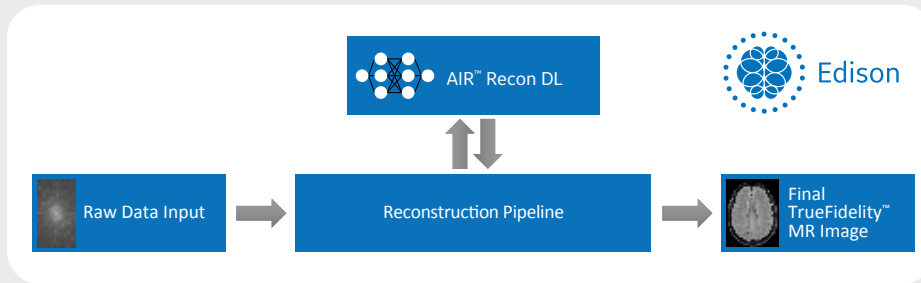 AIR™ Recon DL
Edison
Raw Data Input
Reconstruction Pipeline
Final
TrueFidelity™
MR Image